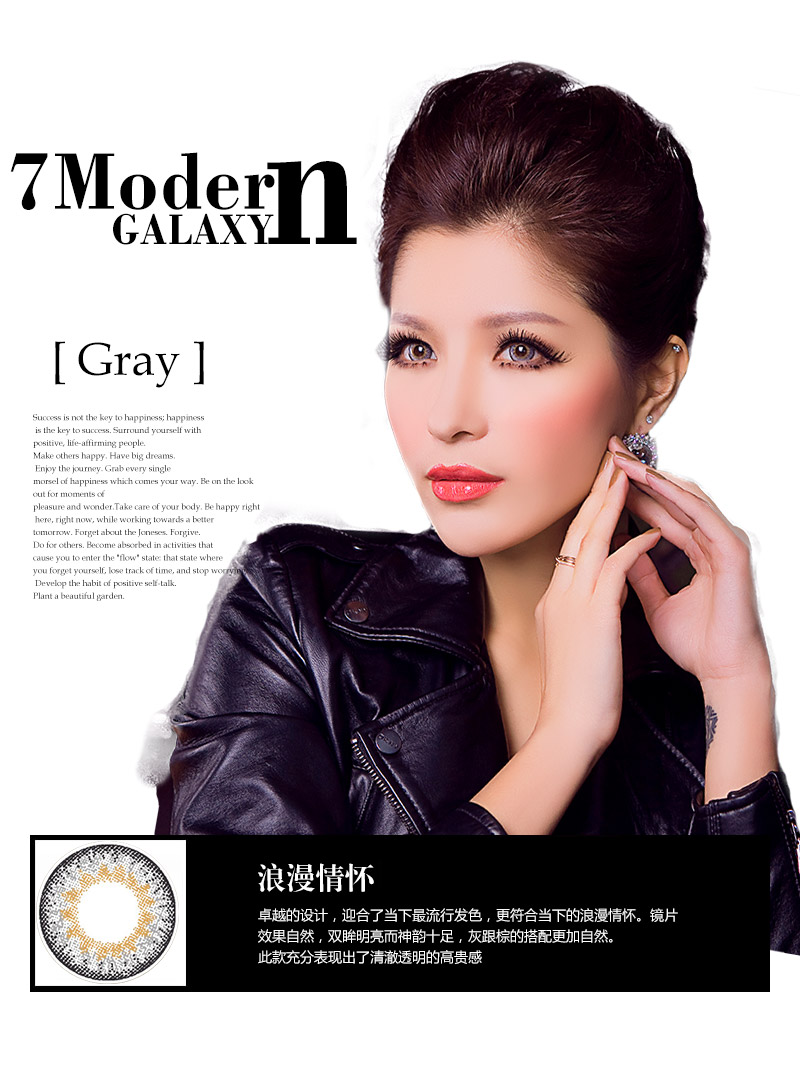 7Modern
GALAXY
[ Gray ]
Success is not the key to happiness; happiness
is the key to success. Surround yourself with
positive, life-affirming people.
Make others happy. Have big dreams.
Enjoy the journey. Grab every single
morsel of happiness which comes your way. Be on the look
out for moments of
pleasure and wonder.Take care of your body. Be happy right
here, right now, while working towards a better
tomorrow. Forget about the Joneses. Forgive.
Do for others. Become absorbed in activities that
cause you to enter the "flow" state: that state where
you forget yourself, lose track of time, and stop worrying.
Develop the habit of positive self-talk.
Plant a beautiful garden.
浪漫情怀
卓越的设计，迎合了当下最流行发色，更符合当下的浪漫情怀。镜片
效果自然，双眸明亮而神韵十足，灰跟棕的搭配更加自然。
此款充分表现出了清澈透明的高贵感